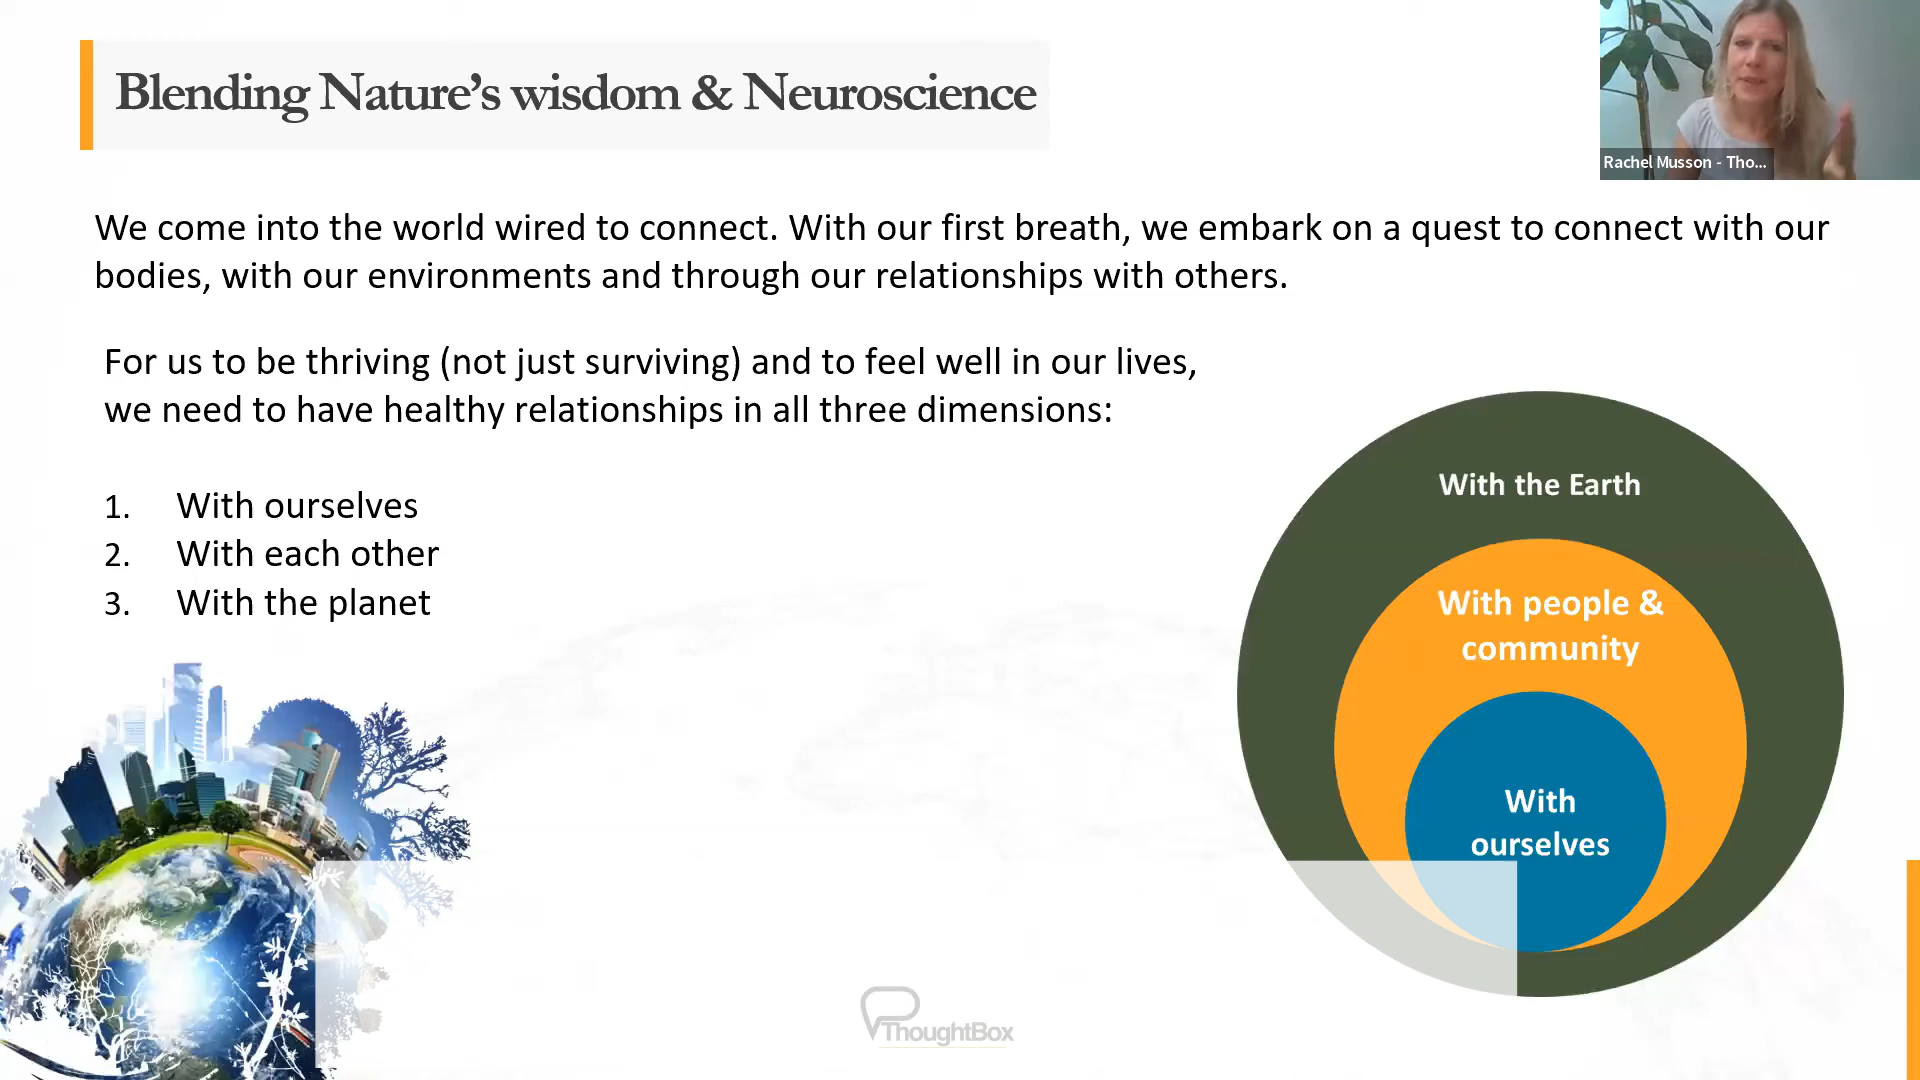 Blending Nature’s wisdom & Neuroscience
Rachel Musson - Tho...
We come into the world wired to connect. With our first breath, we embark on a quest to connect with our
bodies, with our environments and through our relationships with others.
For us to be thriving (not just surviving) and to feel well in our lives,
we need to have healthy relationships in all three dimensions:
1. With ourselves
2. With each other
3. With the planet
With the Earth
With people &
community
With
ourselves
ThoughtBox